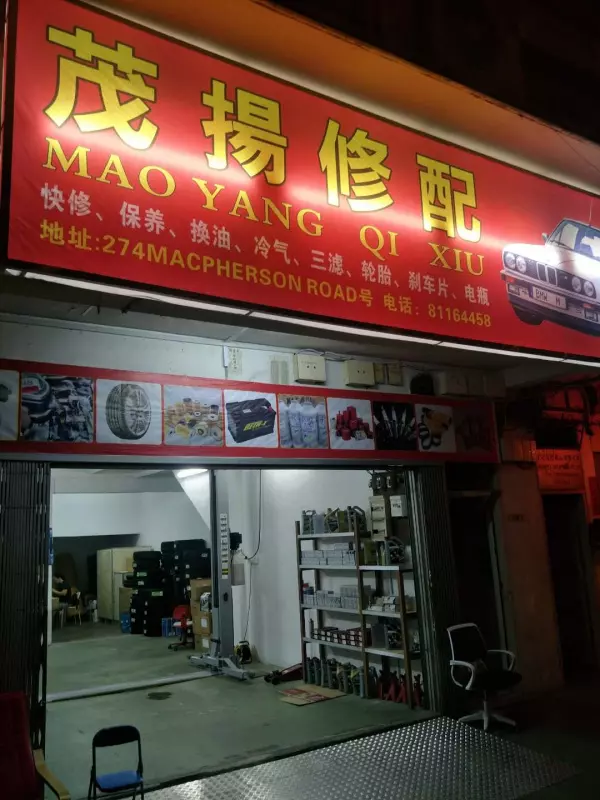 茂揚修配
MAO YANG QI XIU
快修、保养、换油、冷气、三滤、轮胎、刹车片、电瓶
地址:274MACPHERSON ROAD号 电话: 81164458